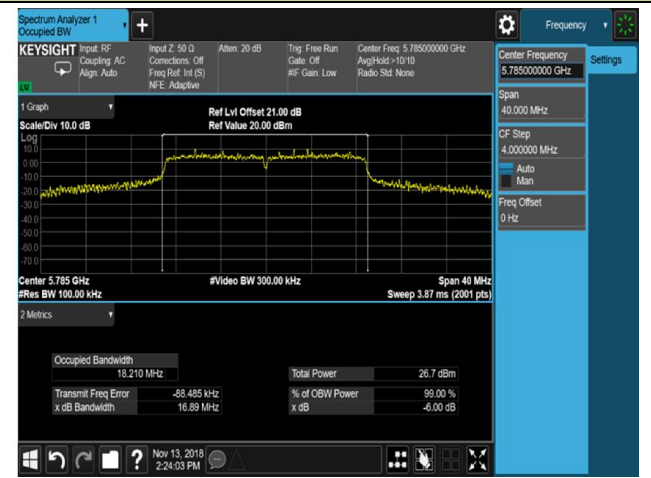 Spectrum Analyzer 1
Occupied BW
Frequency
KEYSIGHT
Input: RF
Coupling: AC
Align: Auto
Input Z: 50 Ω
Corrections: Off
Freq Ref: Int (S)
NFE: Adaptive
Atten: 20 dB
Trig: Free Run
Gate: Off
#IF Gain: Low
Center Freq: 5.785000000 GHz
Avg|Hold:>10/10
Radio Std: None
LXI
Center Frequency
5.785000000 GHz
Settings
Span
40.000 MHz
CF Step
4.000000 MHz
Auto
Man
Freq Offset
0 Hz
1 Graph
Scale/Div 10.0 dB
Ref Lvl Offset 21.00 dB
Ref Value 20.00 dBm
Log
10.0
0.00
-10.0
-20.0
-30.0
-40.0
-50.0
-60.0
-70.0
Center 5.785 GHz
#Res BW 100.00 kHz
#Video BW 300.00 kHz
Span 40 MHz
Sweep 3.87 ms (2001 pts)
2 Metrics
Occupied Bandwidth
18.210 MHz
Total Power 26.7 dBm
Transmit Freq Error -88.485 kHz
x dB Bandwidth 16.89 MHz
% of OBW Power 99.00 %
x dB -6.00 dB
Nov 13, 2018
2:24:03 PM